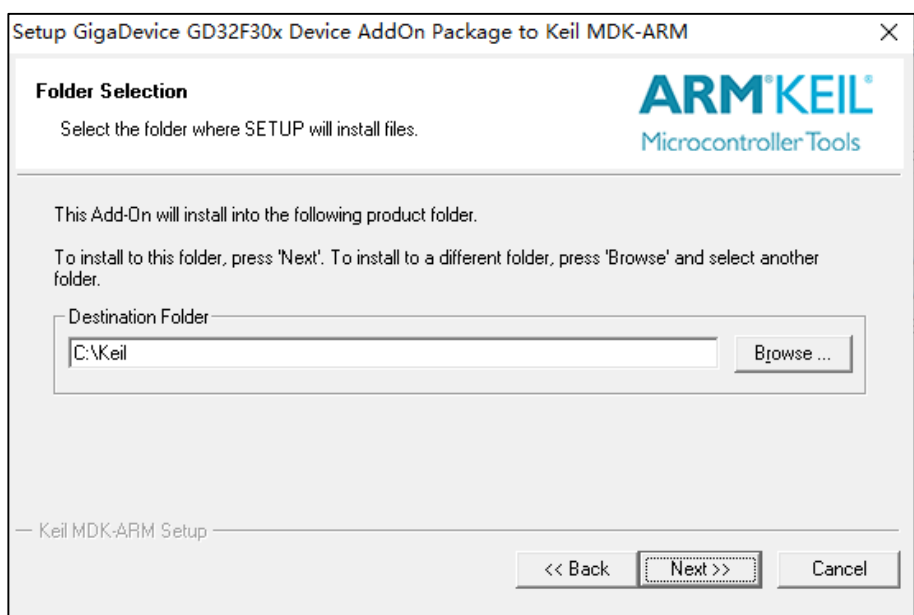 Setup GigaDevice GD32F30x Device AddOn Package to Keil MDK-ARM
Folder Selection
Select the folder where SETUP will install files.
ARM®KEIL®
Microcontroller Tools
This Add-On will install into the following product folder.
To install to this folder, press 'Next'. To install to a different folder, press 'Browse' and select another
folder.
Destination Folder
C:\Keil
Browse ...
Keil MDK-ARM Setup
<< Back
Next >>
Cancel